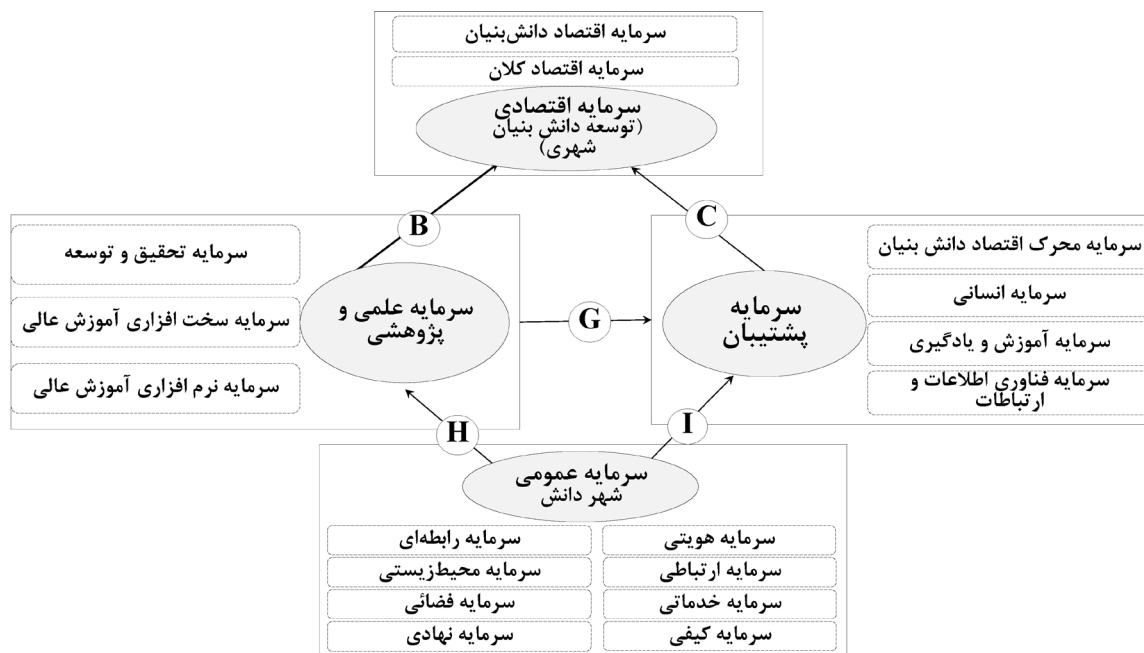 سرمایه اقتصاد دانش‌بنیان
سرمایه اقتصاد کلان
سرمایه اقتصادی
(توسعه دانش بنیان
شهری)
B
C
سرمایه محرک اقتصاد دانش بنیان
سرمایه انسانی
سرمایه آموزش و یادگیری
سرمایه فناوری اطلاعات و
ارتباطات
سرمایه
پشتیبان
G
سرمایه علمی و
پژوهشی
سرمایه تحقیق و توسعه
سرمایه سخت افزاری آموزش عالی
سرمایه نرم افزاری آموزش عالی
H
I
سرمایه عمومی
شهر دانش
سرمایه هویتی
سرمایه رابطه‌ای
سرمایه ارتباطی
سرمایه محیط‌زیستی
سرمایه خدماتی
سرمایه فضائی
سرمایه کیفی
سرمایه نهادی